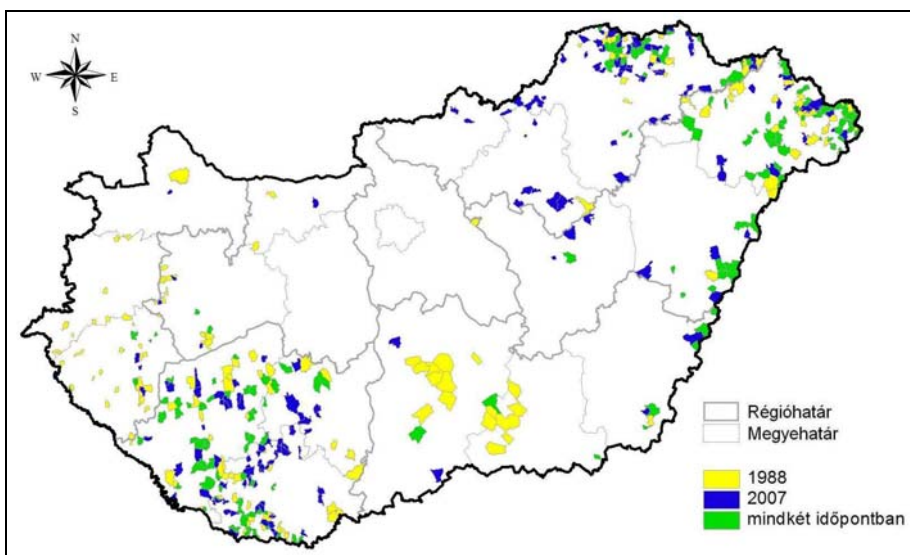 N
W E
S
Régióhatár
Megyehatár
1988
2007
mindkét időpontban